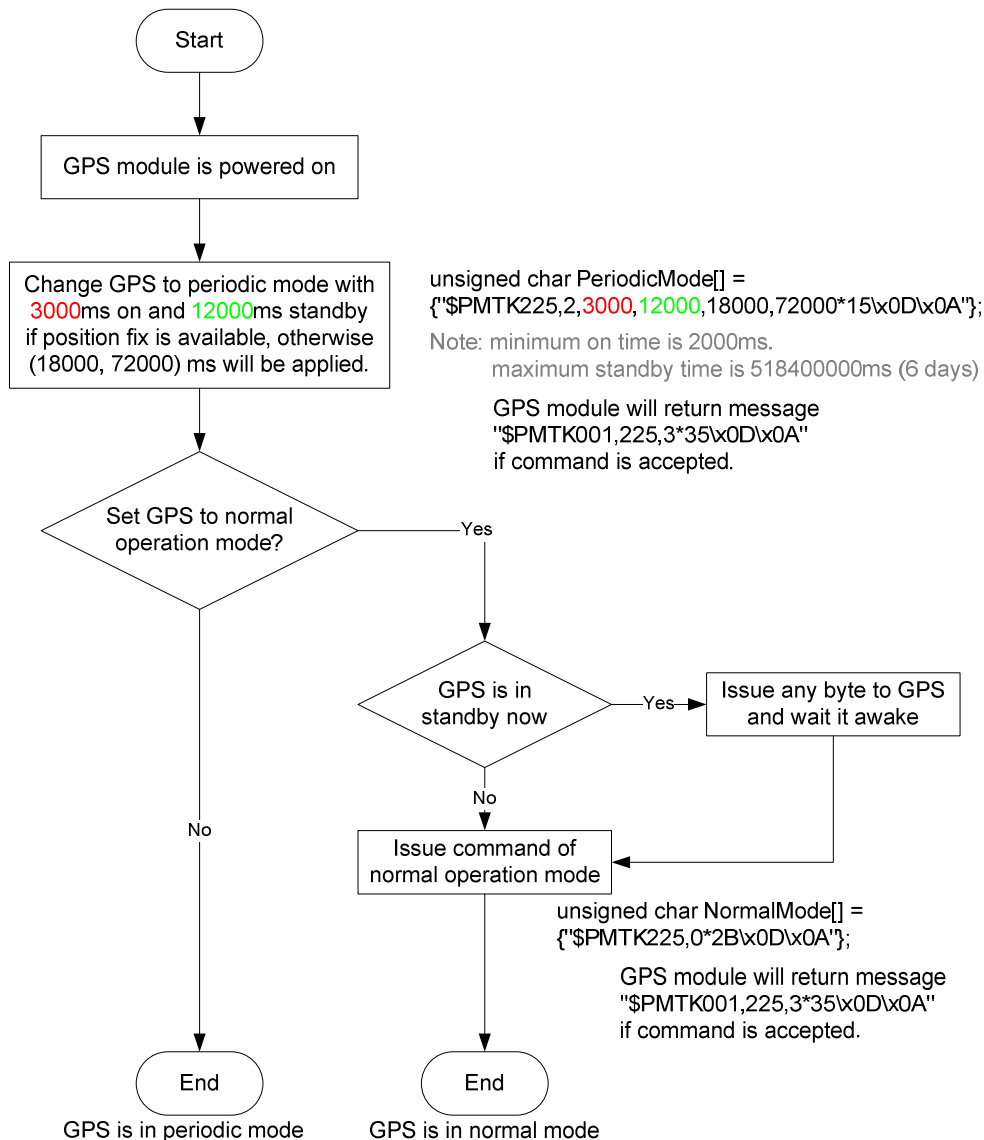 Start
GPS module is powered on
Change GPS to periodic mode with
3000ms on and 12000ms standby
if position fix is available, otherwise
(18000, 72000) ms will be applied.
unsigned char PeriodicMode[] =
{"$PMTK225,2,3000,12000,18000,72000*15\x0D\x0A"};
Note: minimum on time is 2000ms.
maximum standby time is 518400000ms (6 days)
GPS module will return message
"$PMTK001,225,3*35\x0D\x0A"
if command is accepted.
Set GPS to normal
operation mode?
Yes
GPS is in
standby now
Yes
Issue any byte to GPS
and wait it awake
No
No
Issue command of
normal operation mode
unsigned char NormalMode[] =
{"$PMTK225,0*2B\x0D\x0A"};
GPS module will return message
"$PMTK001,225,3*35\x0D\x0A"
if command is accepted.
End
End
GPS is in periodic mode
GPS is in normal mode